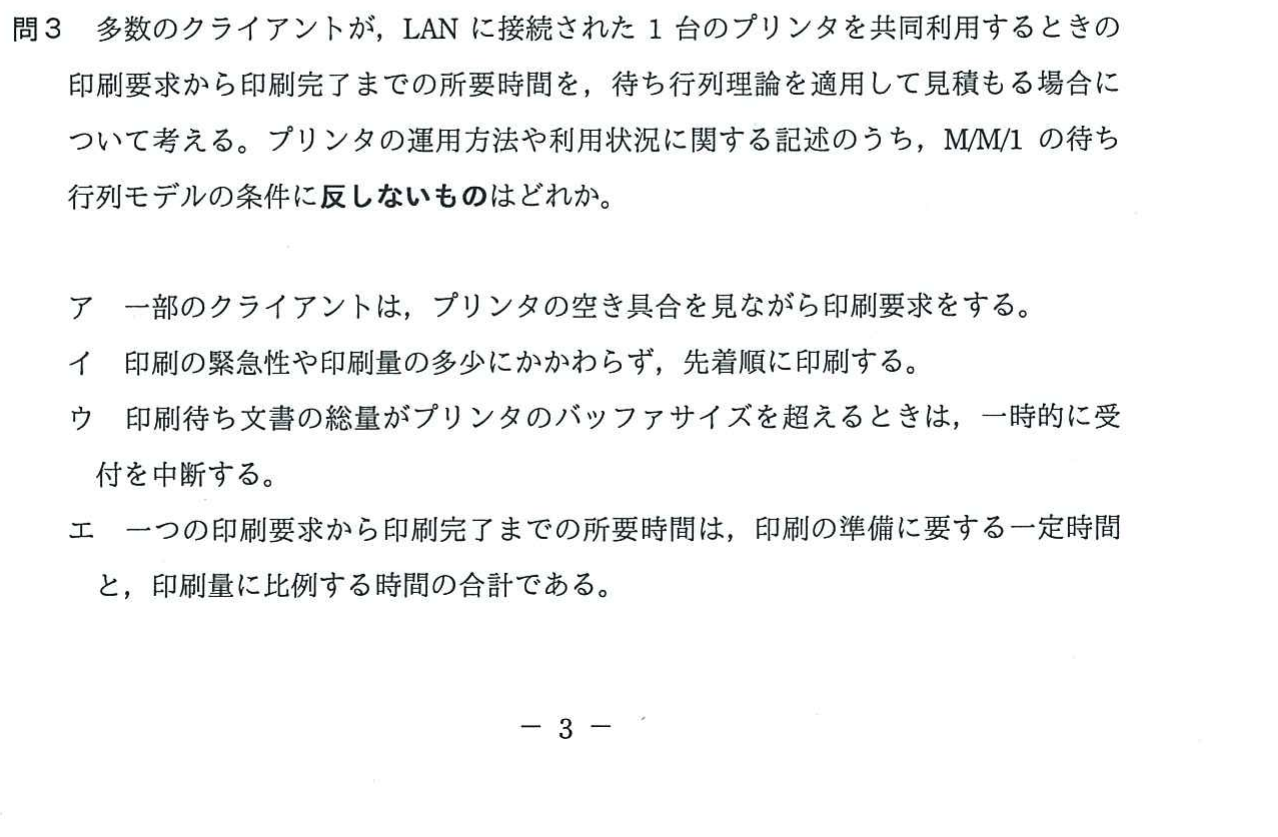 問3　多数のクライアントが，LAN に接続された 1 台のプリンタを共同利用するときの
印刷要求から印刷完了までの所要時間を，待ち行列理論を適用して見積もる場合に
ついて考える。プリンタの運用方法や利用状況に関する記述のうち，M/M/1 の待ち
行列モデルの条件に反しないものはどれか。
ア　一部のクライアントは，プリンタの空き具合を見ながら印刷要求をする。
イ　印刷の緊急性や印刷量の多少にかかわらず，先着順に印刷する。
ウ　印刷待ち文書の総量がプリンタのバッファサイズを超えるときは，一時的に受
付を中断する。
エ　一つの印刷要求から印刷完了までの所要時間は，印刷の準備に要する一定時間
と，印刷量に比例する時間の合計である。
－ 3 －